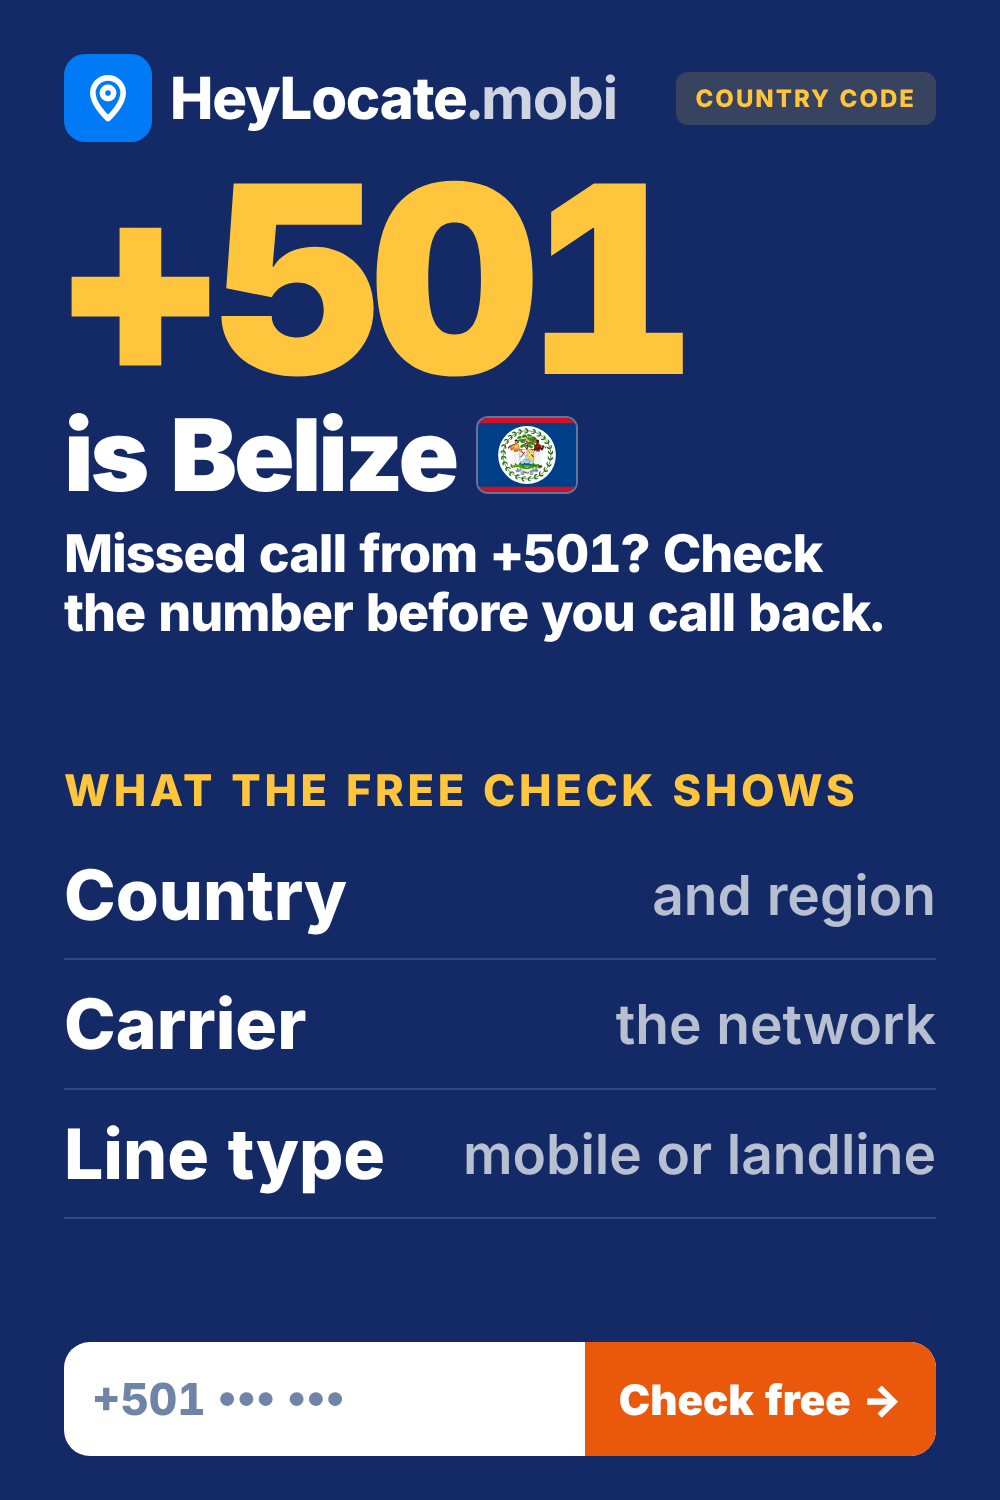 HeyLocate.mobi
COUNTRY CODE
+501
is Belize
Missed call from +501? Check
the number before you call back.
WHAT THE FREE CHECK SHOWS
Country and region
Carrier the network
Line type mobile or landline
+501 ••• •••
Check free →